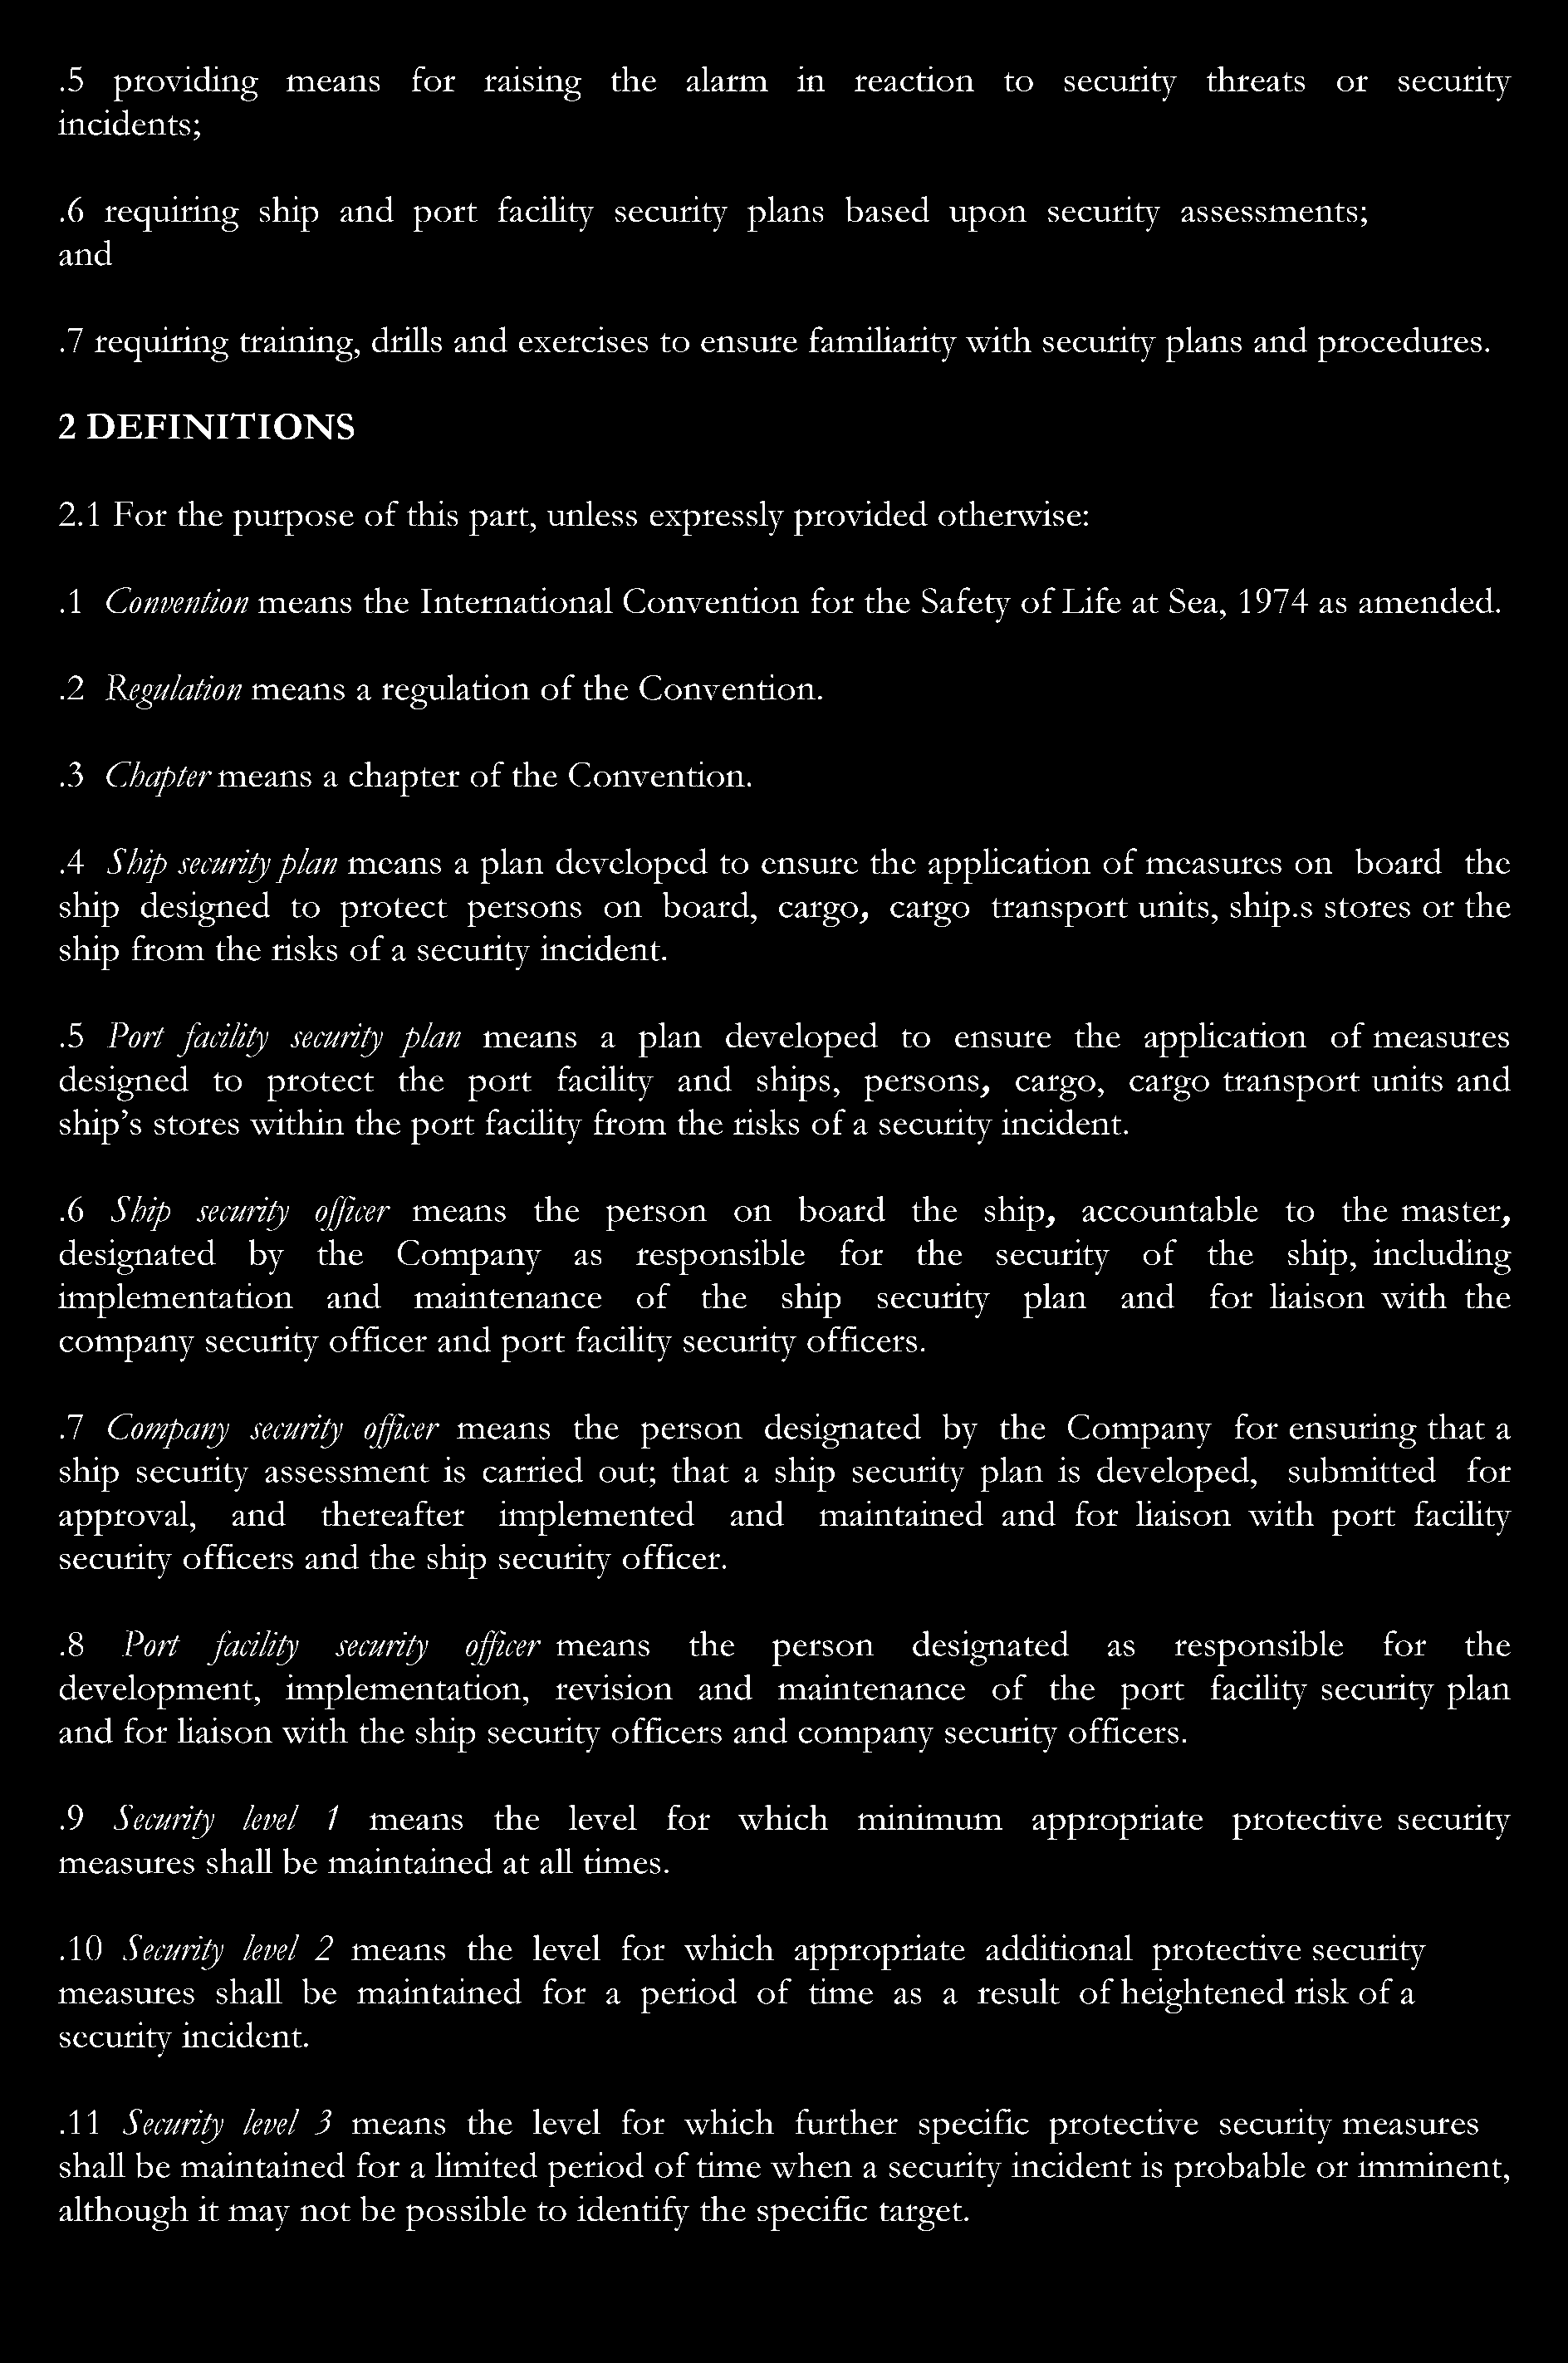 .5 providing means for raising the alarm in reaction to security threats or security
incidents;
.6 requiring ship and port facility security plans based upon security assessments;
and
.7 requiring training, drills and exercises to ensure familiarity with security plans and procedures.
2 DEFINITIONS
2.1 For the purpose of this part, unless expressly provided otherwise:
.1 Convention means the International Convention for the Safety of Life at Sea, 1974 as amended.
.2 Regulation means a regulation of the Convention.
.3 Chapter means a chapter of the Convention.
.4 Ship security plan means a plan developed to ensure the application of measures on board the
ship designed to protect persons on board, cargo, cargo transport units, ship.s stores or the
ship from the risks of a security incident.
.5 Port facility security plan means a plan developed to ensure the application of measures
designed to protect the port facility and ships, persons, cargo, cargo transport units and
ship’s stores within the port facility from the risks of a security incident.
.6 Ship security officer means the person on board the ship, accountable to the master,
designated by the Company as responsible for the security of the ship, including
implementation and maintenance of the ship security plan and for liaison with the
company security officer and port facility security officers.
.7 Company security officer means the person designated by the Company for ensuring that a
ship security assessment is carried out; that a ship security plan is developed, submitted for
approval, and thereafter implemented and maintained and for liaison with port facility
security officers and the ship security officer.
.8 Port facility security officer means the person designated as responsible for the
development, implementation, revision and maintenance of the port facility security plan
and for liaison with the ship security officers and company security officers.
.9 Security level 1 means the level for which minimum appropriate protective security
measures shall be maintained at all times.
.10 Security level 2 means the level for which appropriate additional protective security
measures shall be maintained for a period of time as a result of heightened risk of a
security incident.
.11 Security level 3 means the level for which further specific protective security measures
shall be maintained for a limited period of time when a security incident is probable or imminent,
although it may not be possible to identify the specific target.